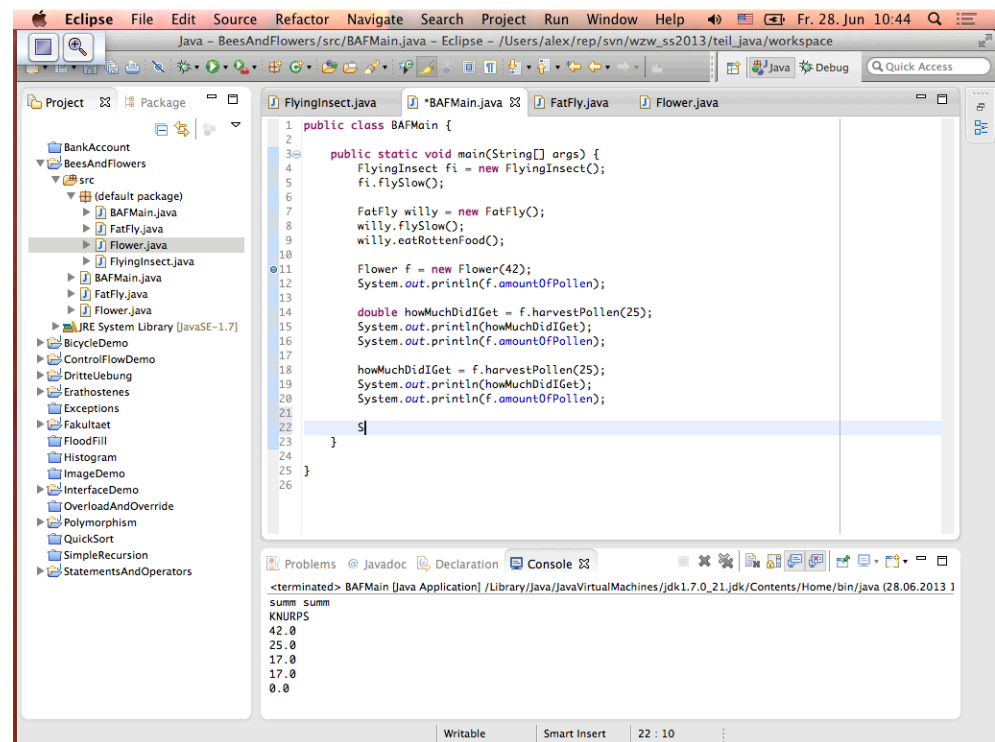 Eclipse File Edit Source Refactor Navigate Search Project Run Window Help Fr. 28. Jun 10:44
Java – BeesAndFlowers/src/BAFMain.java – Eclipse – /Users/alex/rep/svn/wzw_ss2013/teil_java/workspace
Java Debug Quick Access
Project Package
BankAccount
BeesAndFlowers
src
(default package)
BAFMain.java
FatFly.java
Flower.java
FlyingInsect.java
BAFMain.java
FatFly.java
Flower.java
JRE System Library [JavaSE-1.7]
BicycleDemo
ControlFlowDemo
DritteUebung
Erathostenes
Exceptions
Fakultaet
FloodFill
Histogram
ImageDemo
InterfaceDemo
OverloadAndOverride
Polymorphism
QuickSort
SimpleRecursion
StatementsAndOperators
FlyingInsect.java *BAFMain.java FatFly.java Flower.java
1 public class BAFMain {
2
3 public static void main(String[] args) {
4 FlyingInsect fi = new FlyingInsect();
5 fi.flySlow();
6
7 FatFly willy = new FatFly();
8 willy.flySlow();
9 willy.eatRottenFood();
10
11 Flower f = new Flower(42);
12 System.out.println(f.amountOfPollen);
13
14 double howMuchDidIGet = f.harvestPollen(25);
15 System.out.println(howMuchDidIGet);
16 System.out.println(f.amountOfPollen);
17
18 howMuchDidIGet = f.harvestPollen(25);
19 System.out.println(howMuchDidIGet);
20 System.out.println(f.amountOfPollen);
21
22 S
23 }
24
25 }
26
Problems @ Javadoc Declaration Console
<terminated> BAFMain [Java Application] /Library/Java/JavaVirtualMachines/jdk1.7.0_21.jdk/Contents/Home/bin/java (28.06.2013 1
summ summ
KNURPS
42.0
25.0
17.0
17.0
0.0
Writable Smart Insert 22 : 10